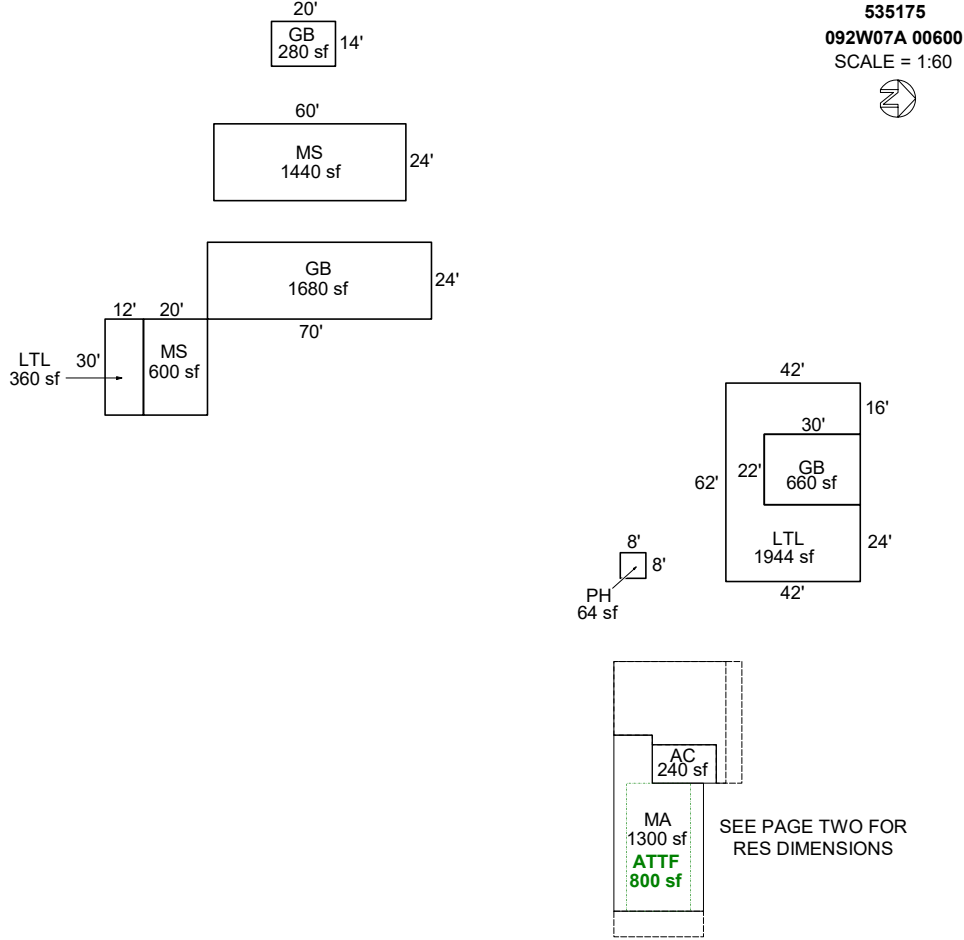 535175
092W07A 00600
SCALE = 1:60
Z
20'
GB
280 sf
14'
60'
MS
1440 sf
24'
GB
1680 sf
24'
70'
12'
20'
LTL
360 sf
30'
MS
600 sf
42'
16'
30'
22'
GB
660 sf
62'
LTL
1944 sf
24'
42'
8'
8'
PH
64 sf
AC
240 sf
MA
1300 sf
ATTF
800 sf
SEE PAGE TWO FOR
RES DIMENSIONS